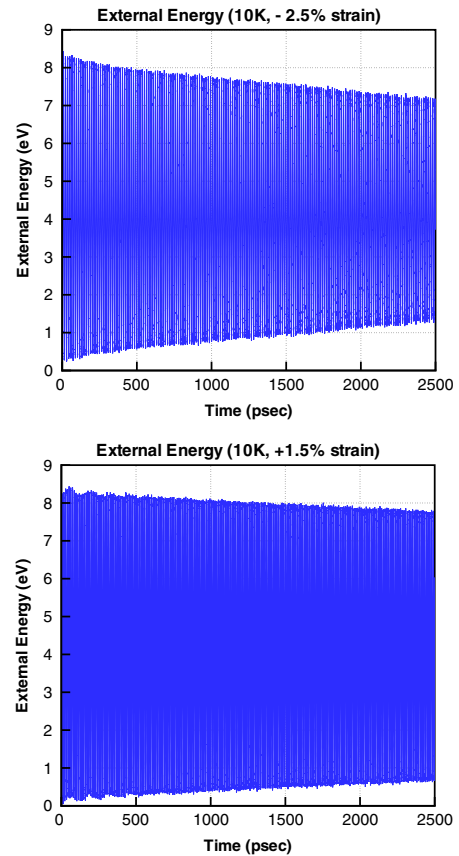 External Energy (10K, - 2.5% strain)
9
8
7
6
5
4
3
2
1
0
External Energy (eV)
0 500 1000 1500 2000 2500
Time (psec)
External Energy (10K, +1.5% strain)
9
8
7
6
5
4
3
2
1
0
External Energy (eV)
0 500 1000 1500 2000 2500
Time (psec)